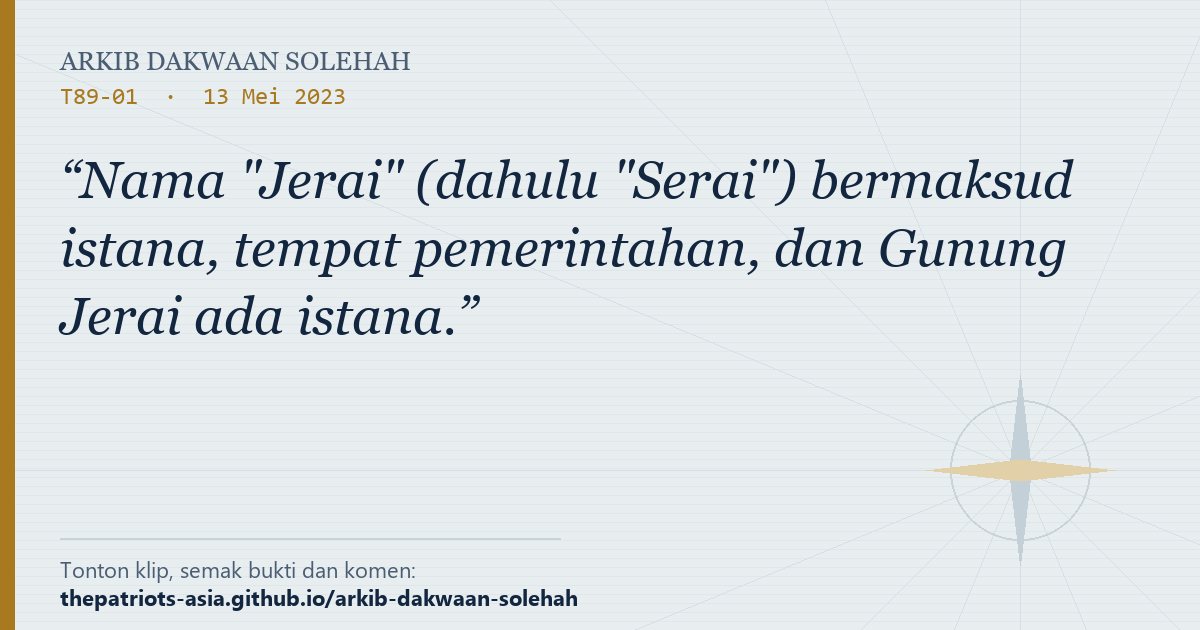 ARKIB DAKWAAN SOLEHAH
T89-01 · 13 Mei 2023
“Nama "Jerai" (dahulu "Serai") bermaksud
istana, tempat pemerintahan, dan Gunung
Jerai ada istana.”
Tonton klip, semak bukti dan komen:
thepatriots-asia.github.io/arkib-dakwaan-solehah